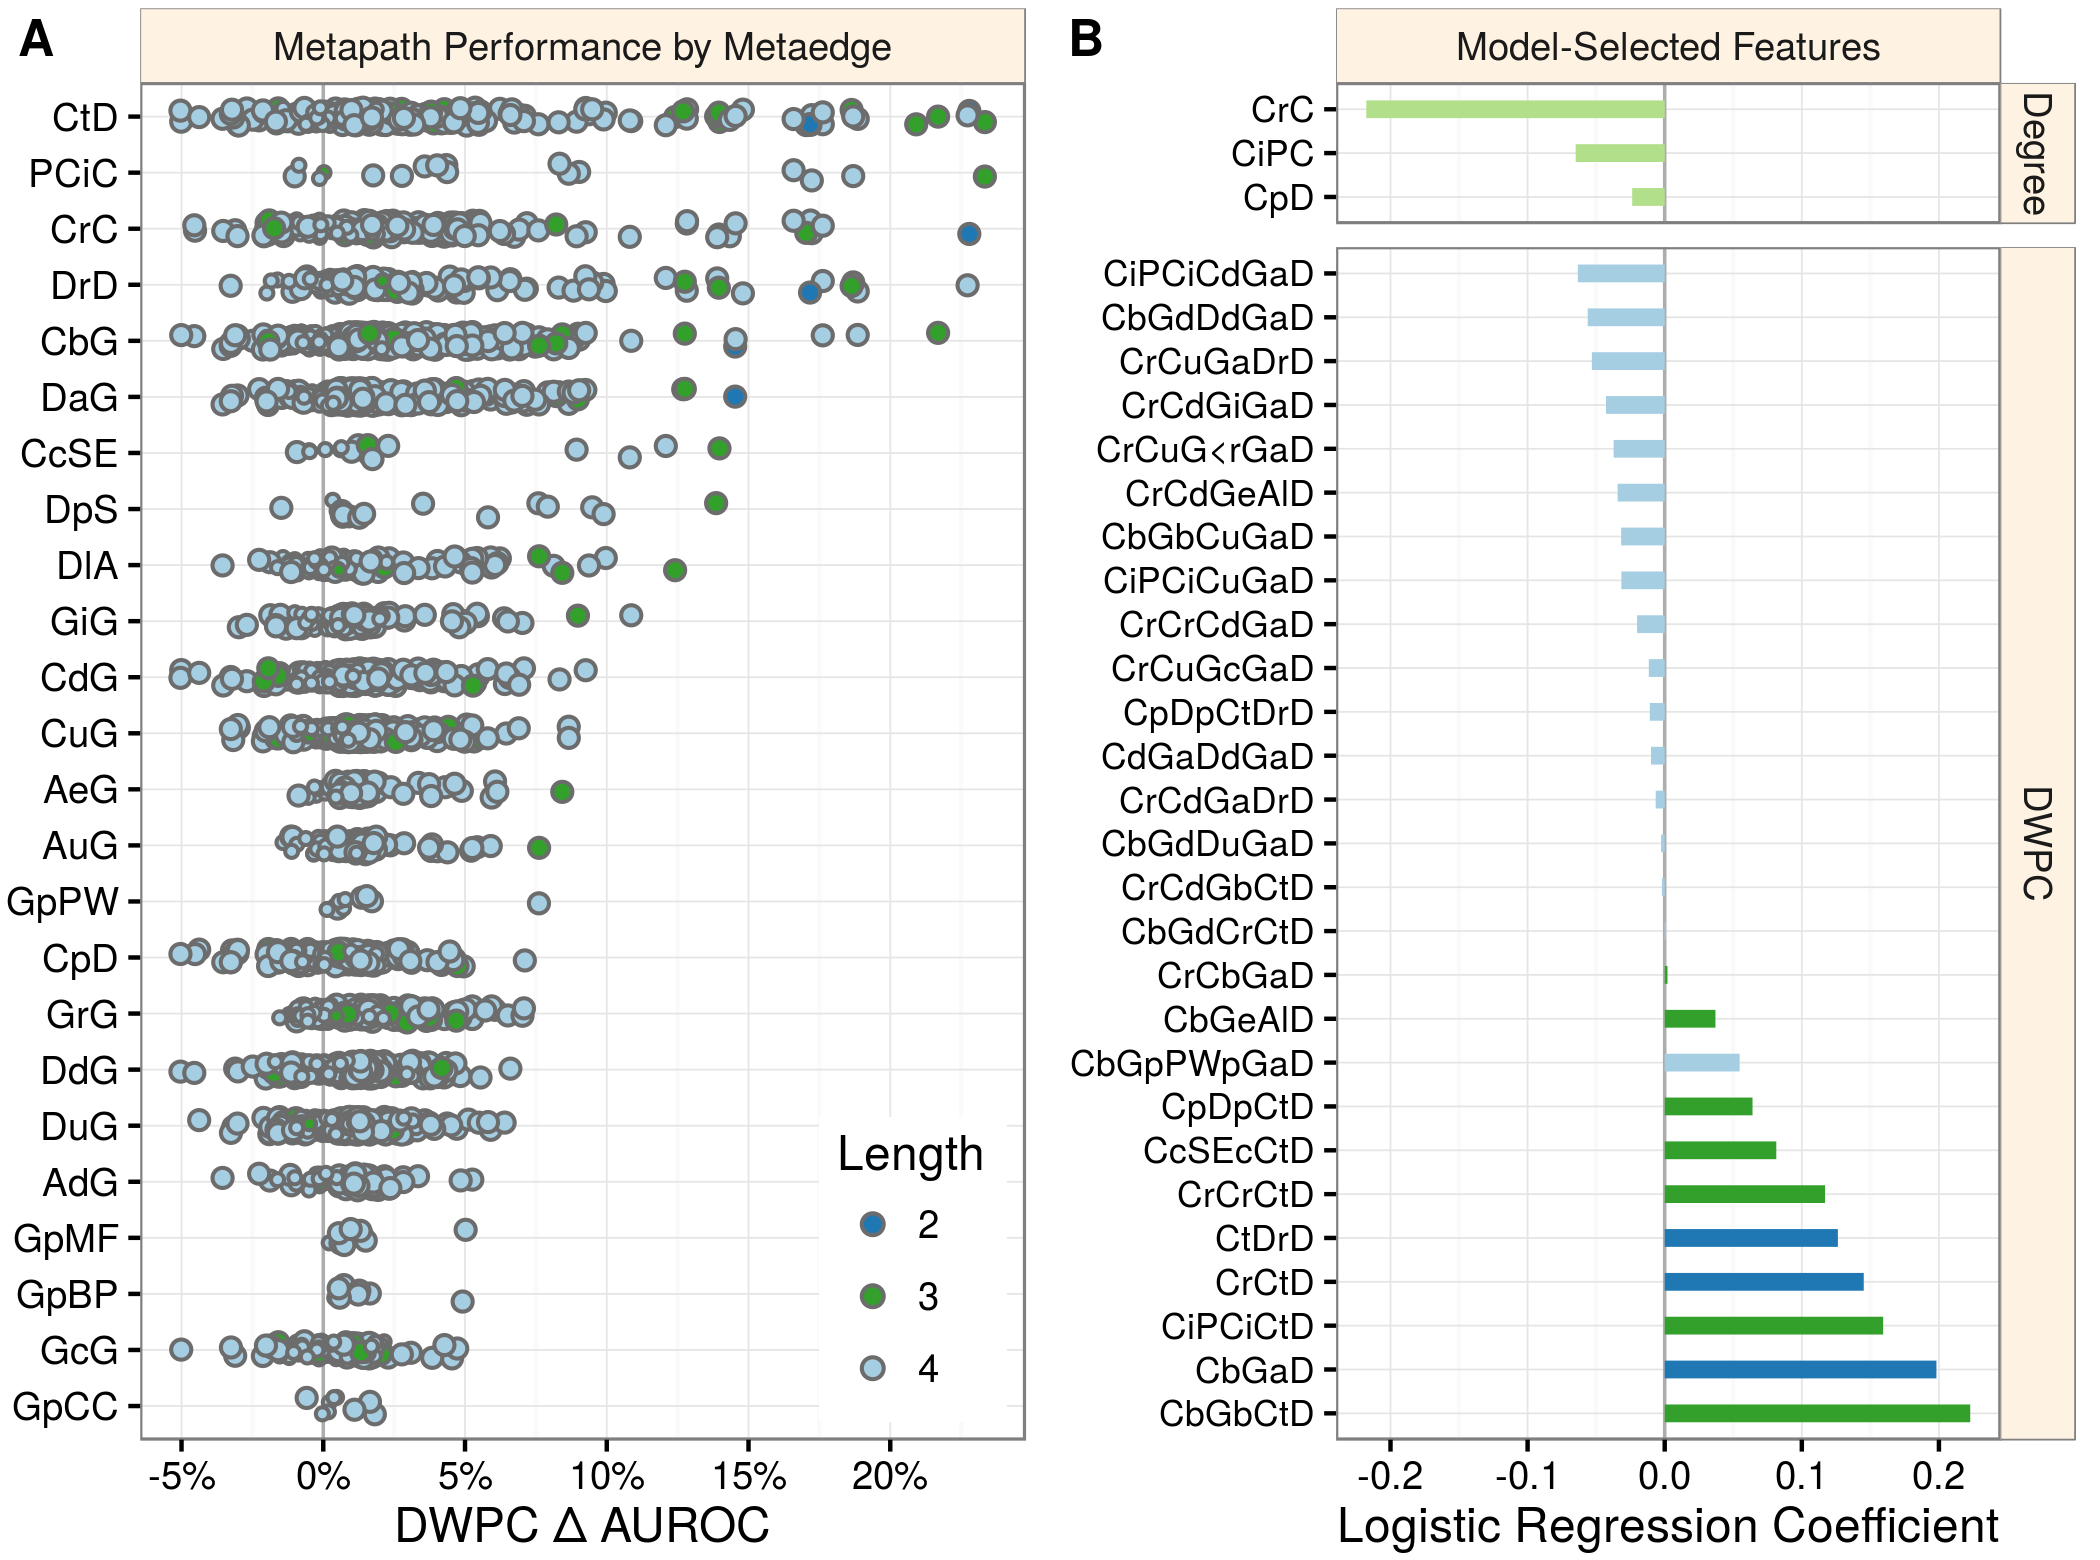 A
Metapath Performance by Metaedge
CtD
PCiC
CrC
DrD
CbG
DaG
CcSE
DpS
DlA
GiG
CdG
CuG
AeG
AuG
GpPW
CpD
GrG
DdG
DuG
AdG
GpMF
GpBP
GcG
GpCC
Length
2
3
4
-5% 0% 5% 10% 15% 20%
DWPC Δ AUROC
B
Model-Selected Features
CrC
CiPC
CpD
Degree
CiPCiCdGaD
CbGdDdGaD
CrCuGaDrD
CrCdGiGaD
CrCuG<rGaD
CrCdGeAlD
CbGbCuGaD
CiPCiCuGaD
CrCrCdGaD
CrCuGcGaD
CpDpCtDrD
CdGaDdGaD
CrCdGaDrD
CbGdDuGaD
CrCdGbCtD
CbGdCrCtD
CrCbGaD
CbGeAlD
CbGpPWpGaD
CpDpCtD
CcSEcCtD
CrCrCtD
CtDrD
CrCtD
CiPCiCtD
CbGaD
CbGbCtD
DWPC
-0.2 -0.1 0.0 0.1 0.2
Logistic Regression Coefficient